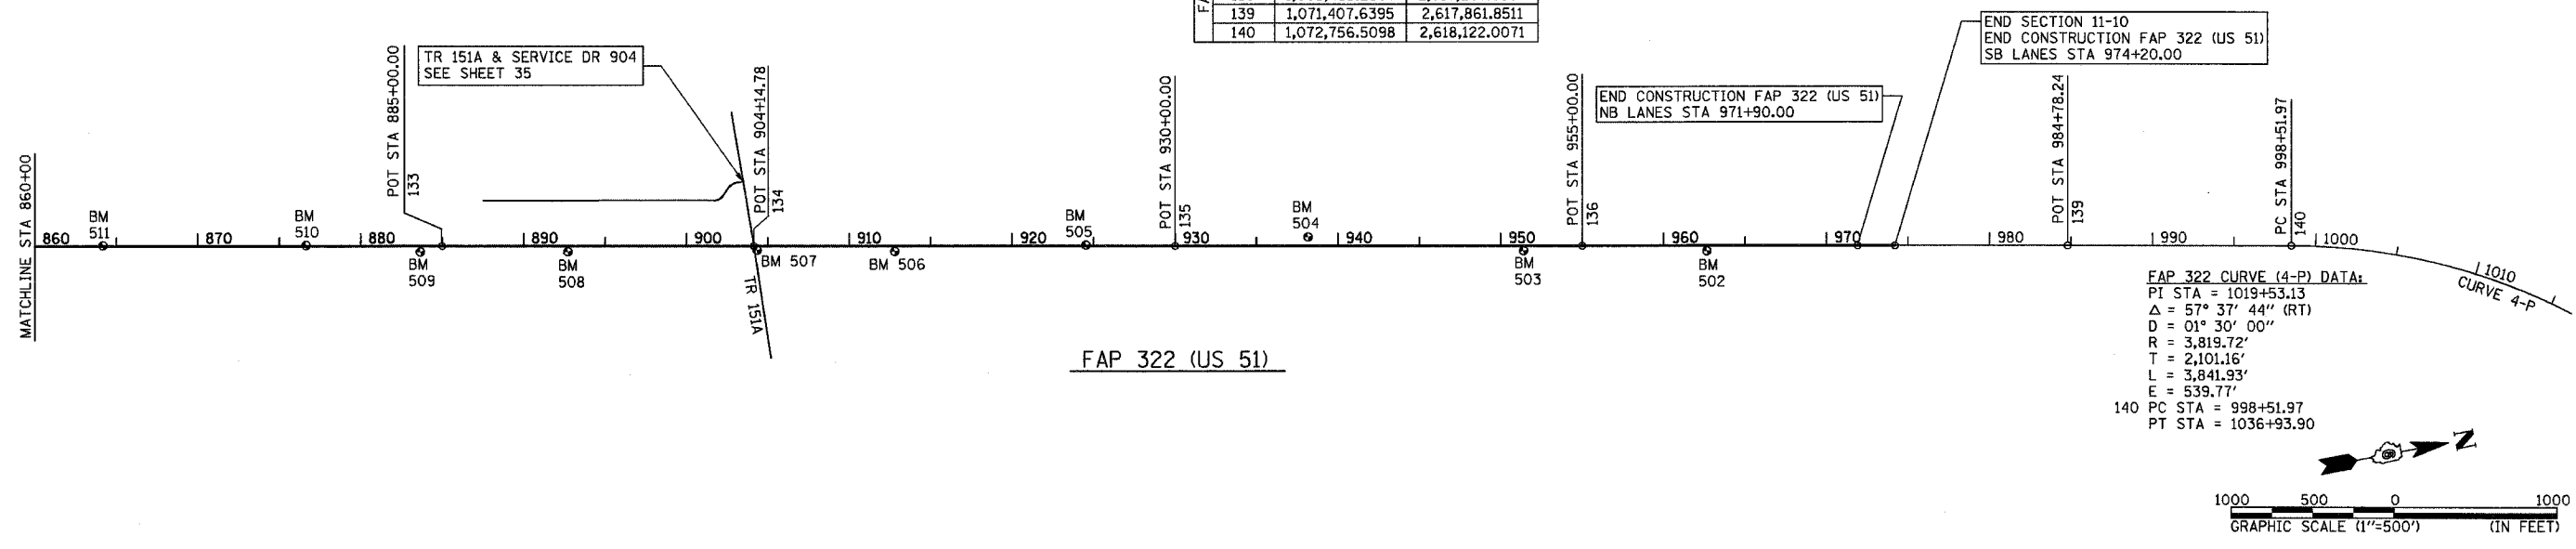 139 1,071,407.6395 2,617,861.8511
140 1,072,756.5098 2,618,122.0071
END SECTION 11-10
END CONSTRUCTION FAP 322 (US 51)
SB LANES STA 974+20.00
TR 151A & SERVICE DR 904
SEE SHEET 35
END CONSTRUCTION FAP 322 (US 51)
NB LANES STA 971+90.00
MATCHLINE STA 860+00
POT STA 885+00.00
133
POT STA 904+14.78
134
POT STA 930+00.00
135
POT STA 955+00.00
136
POT STA 984+78.24
139
PC STA 998+51.97
140
860 870 880 890 900 910 920 930 940 950 960 970 980 990 1000 1010
BM
511
BM
510
BM
509
BM
508
BM 507
BM 506
BM
505
BM
504
BM
503
BM
502
TR 151A
CURVE 4-P
FAP 322 (US 51)
FAP 322 CURVE (4-P) DATA:
PI STA = 1019+53.13
Δ = 57° 37' 44" (RT)
D = 01° 30' 00"
R = 3,819.72'
T = 2,101.16'
L = 3,841.93'
E = 539.77'
140 PC STA = 998+51.97
PT STA = 1036+93.90
N
1000 500 0 1000
GRAPHIC SCALE (1"=500') (IN FEET)